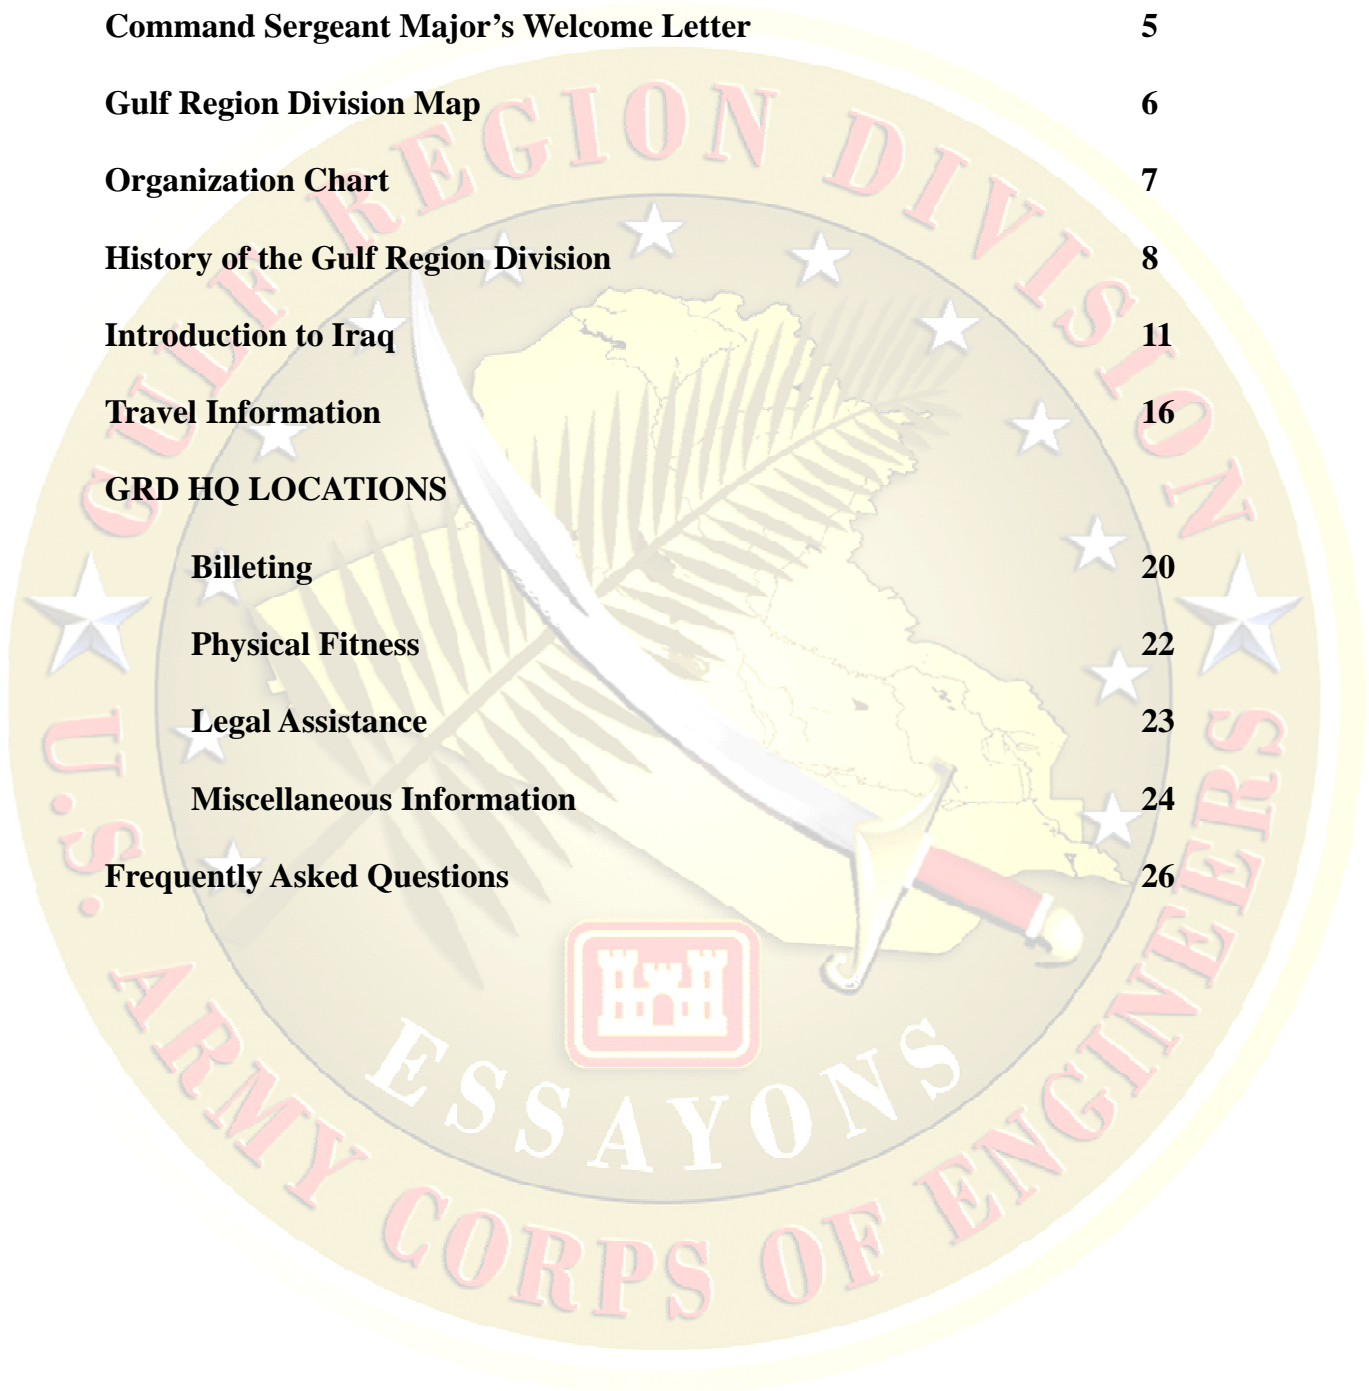 Command Sergeant Major’s Welcome Letter 5
Gulf Region Division Map 6
Organization Chart 7
History of the Gulf Region Division 8
Introduction to Iraq 11
Travel Information 16
GRD HQ LOCATIONS
Billeting 20
Physical Fitness 22
Legal Assistance 23
Miscellaneous Information 24
Frequently Asked Questions 26
GULF REGION DIVISION
U.S. ARMY CORPS OF ENGINEERS
ESSAYONS